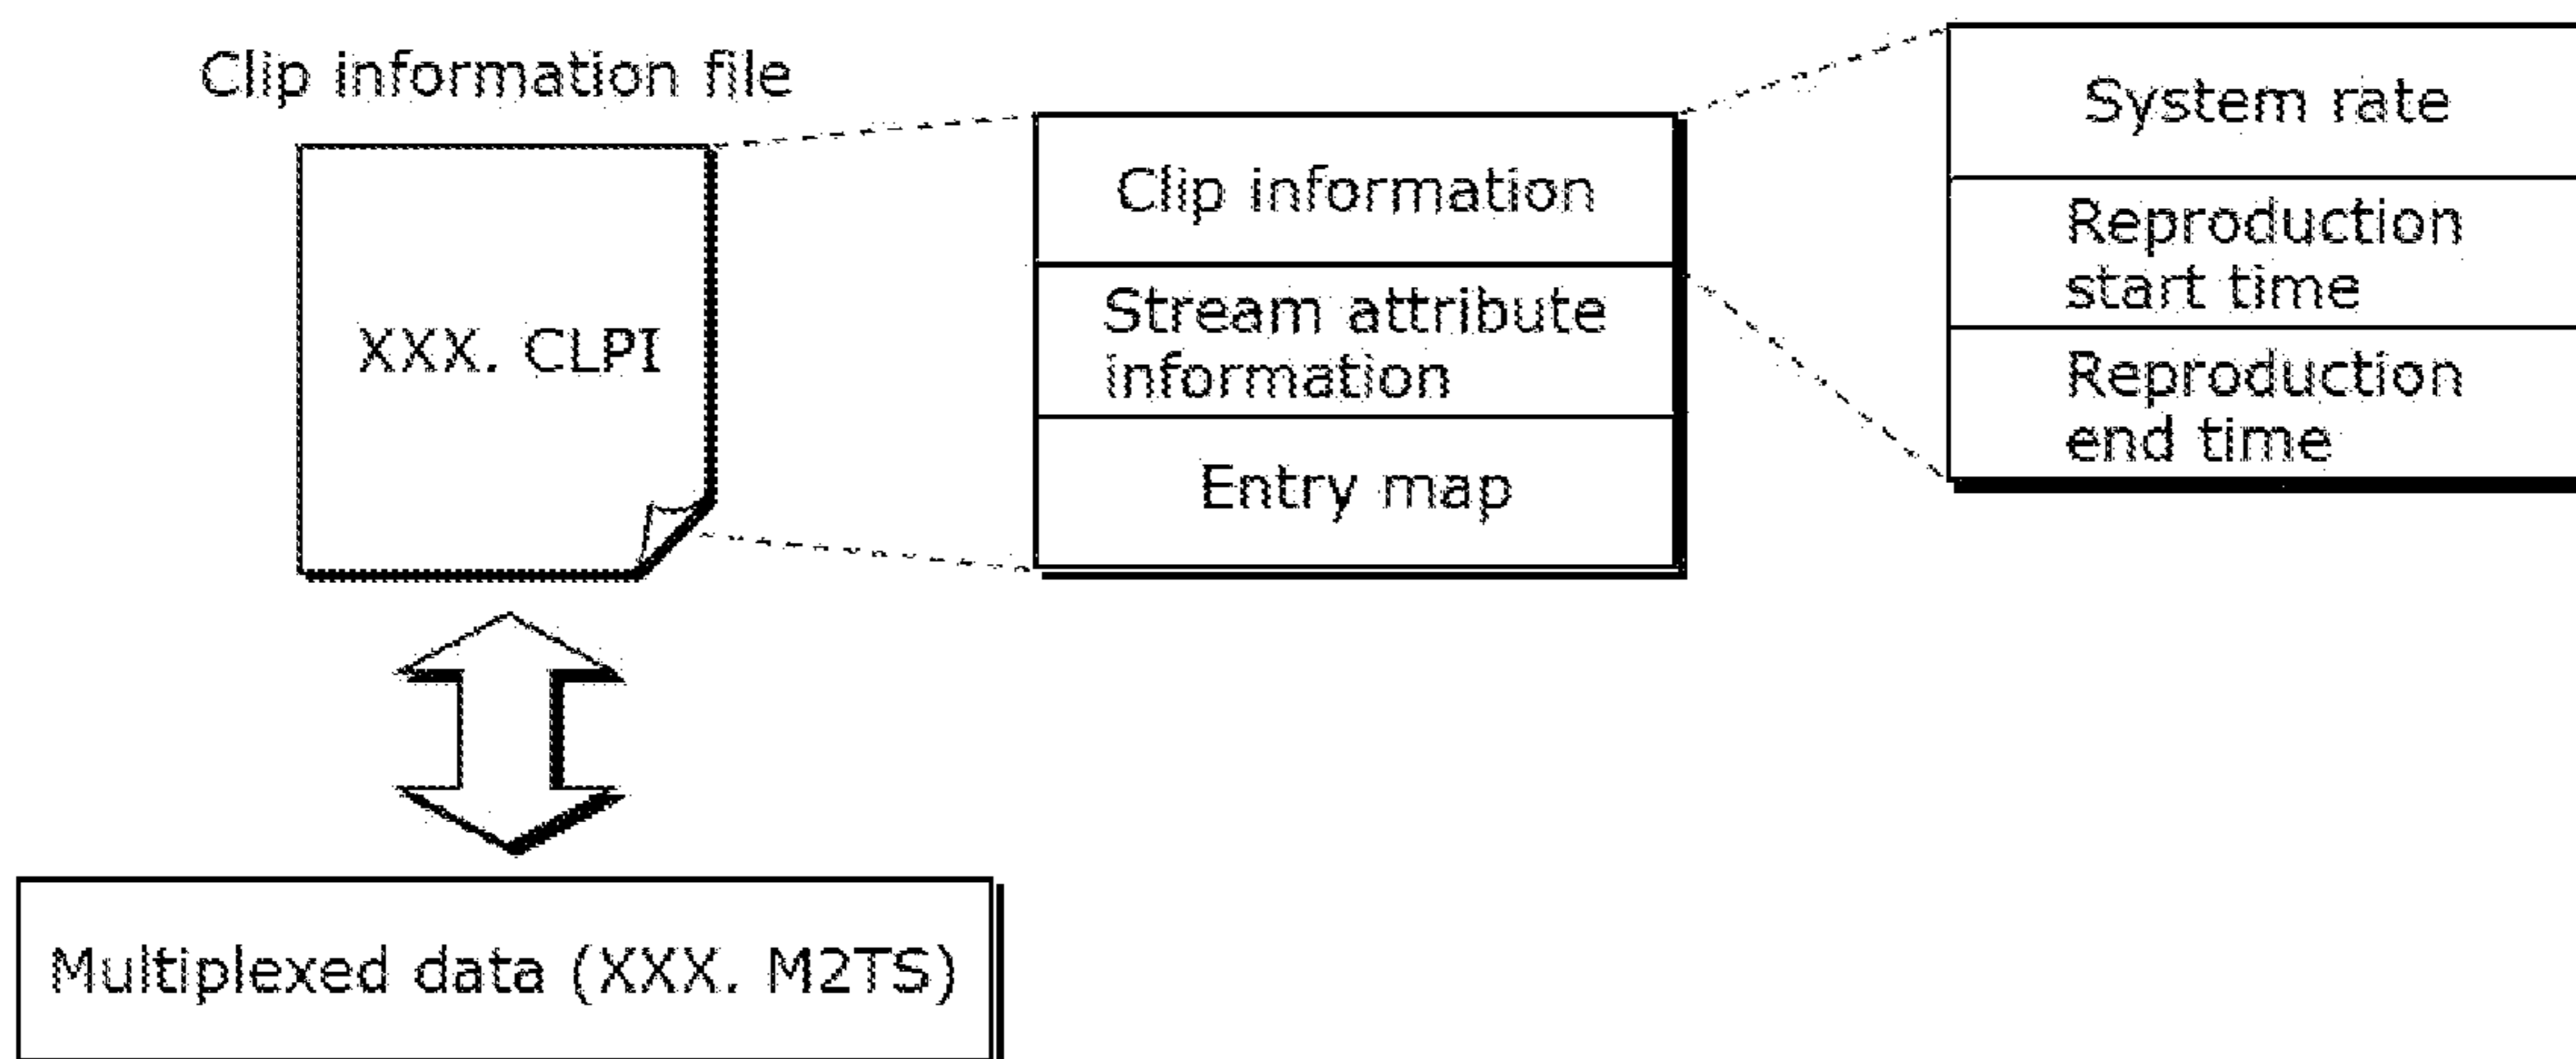 Clip information file
XXX. CLPI
Clip information
Stream attribute
information
Entry map
System rate
Reproduction
start time
Reproduction
end time
Multiplexed data (XXX. M2TS)